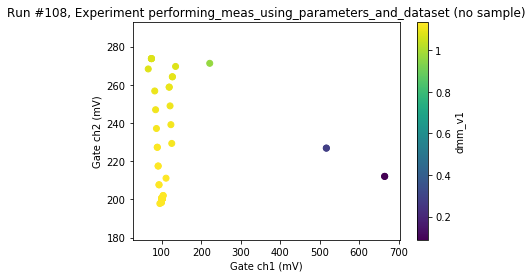 Run #108, Experiment performing_meas_using_parameters_and_dataset (no sample)
280
260
240
220
200
180
Gate ch2 (mV)
100 200 300 400 500 600 700
Gate ch1 (mV)
1
0.8
0.6
0.4
0.2
dmm_v1